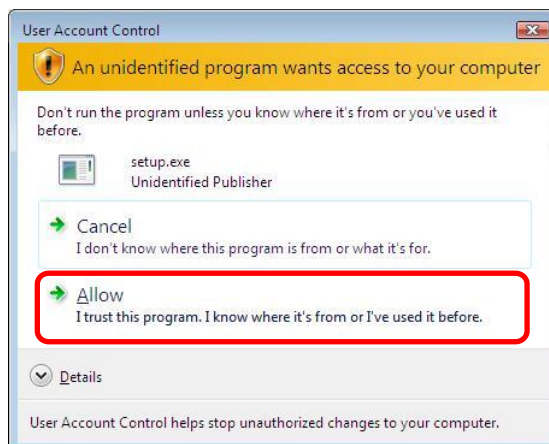 User Account Control
An unidentified program wants access to your computer
Don't run the program unless you know where it's from or you've used it
before.
setup.exe
Unidentified Publisher
Cancel
I don't know where this program is from or what it's for.
Allow
I trust this program. I know where it's from or I've used it before.
Details
User Account Control helps stop unauthorized changes to your computer.